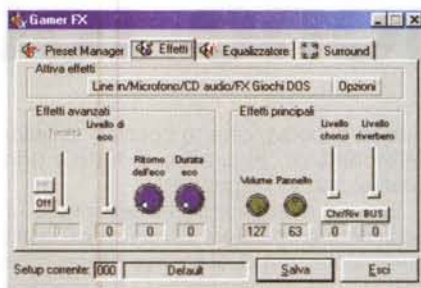 Gamer FX
Preset Manager Effetti Equalizzatore Surround
Attiva effetti
Line in/Microfono/CD audio/FX Giochi DOS Opzioni
Effetti avanzati
Livello di eco
Ritorno dell'eco
Durata eco
Off
0 0 0
Effetti principali
Livello chorus
Livello riverbero
Volume Pannello
Chr/Riv BUS
127 63 0 0
Setup corrente: 000 Default Salva Esci